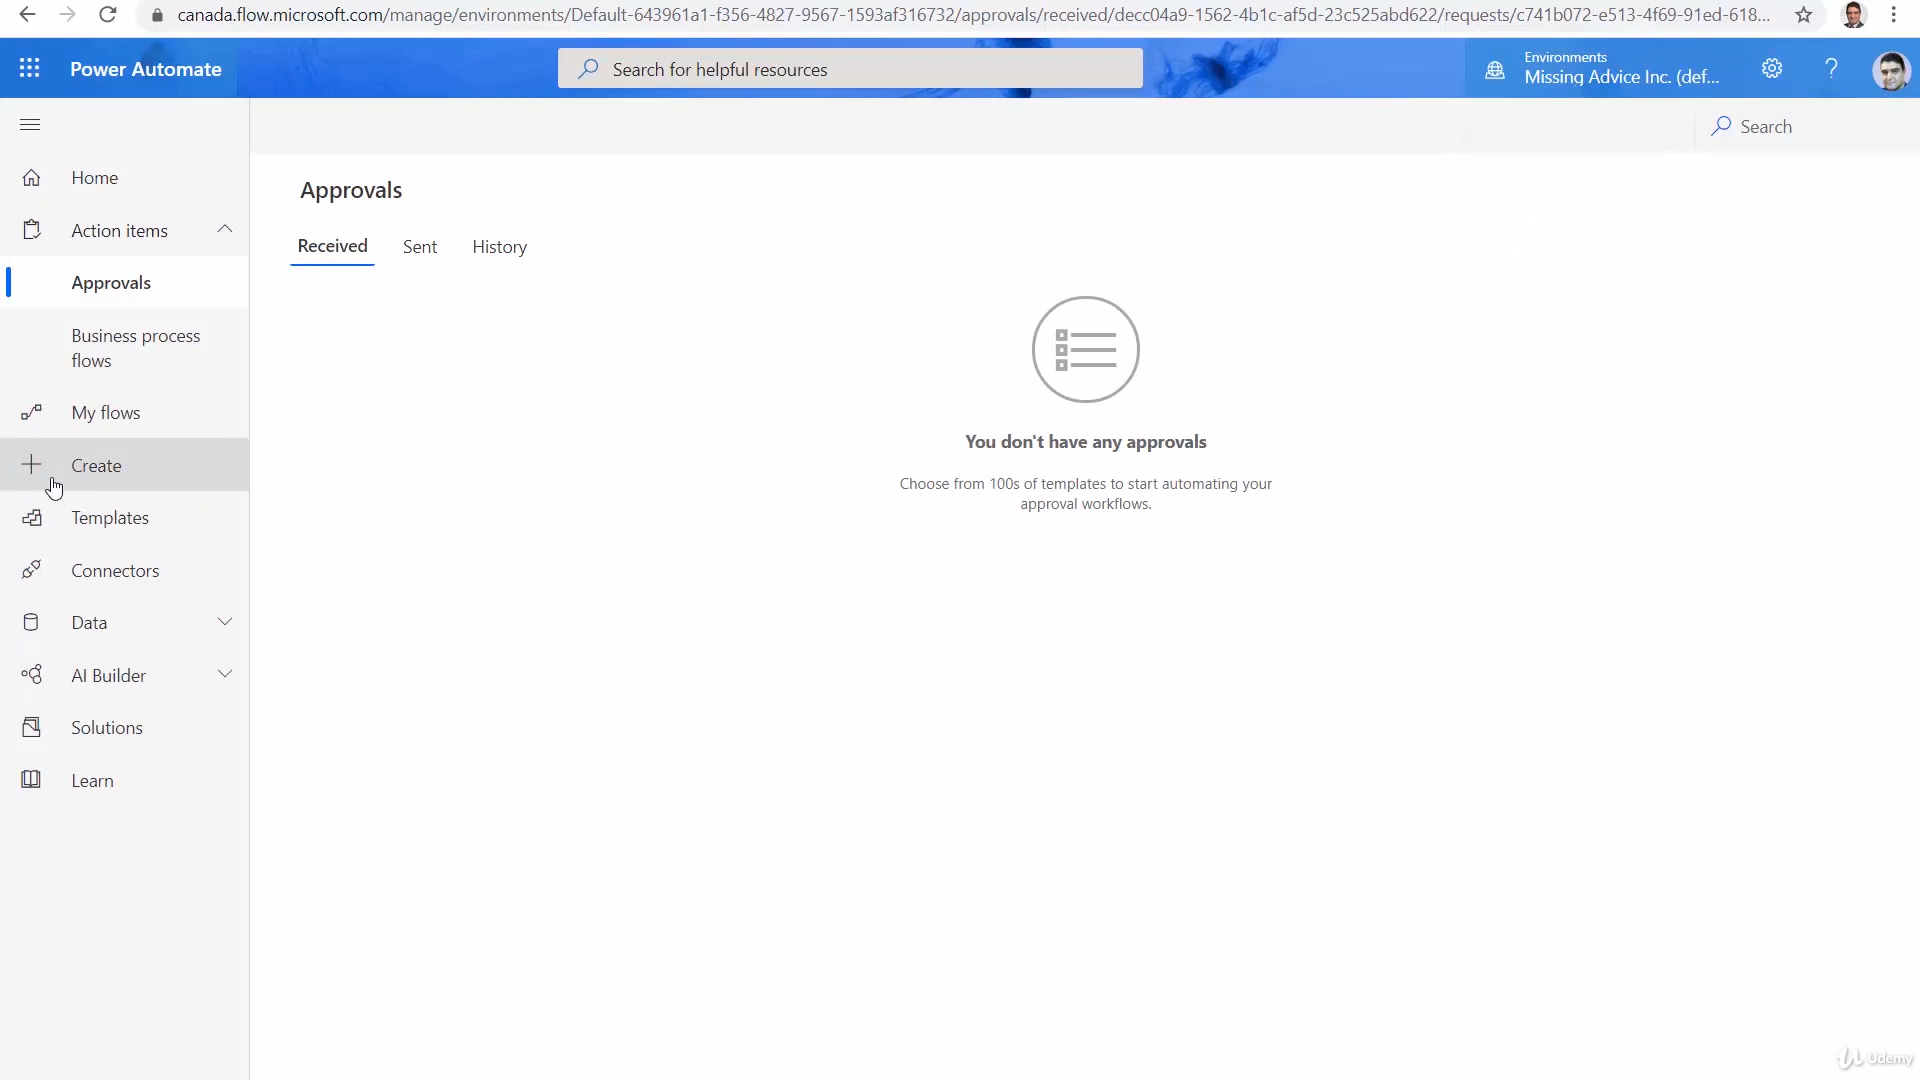 canada.flow.microsoft.com/manage/environments/Default-643961a1-f356-4827-9567-1593af316732/approvals/received/decc04a9-1562-4b1c-af5d-23c525abd622/requests/c741b072-e513-4f69-91ed-618...
Power Automate
Search for helpful resources
Environments
Missing Advice Inc. (def...
?
Search
Home
Action items
Approvals
Business process
flows
My flows
Create
Templates
Connectors
Data
AI Builder
Solutions
Learn
Approvals
Received Sent History
You don't have any approvals
Choose from 100s of templates to start automating your
approval workflows.
Udemy